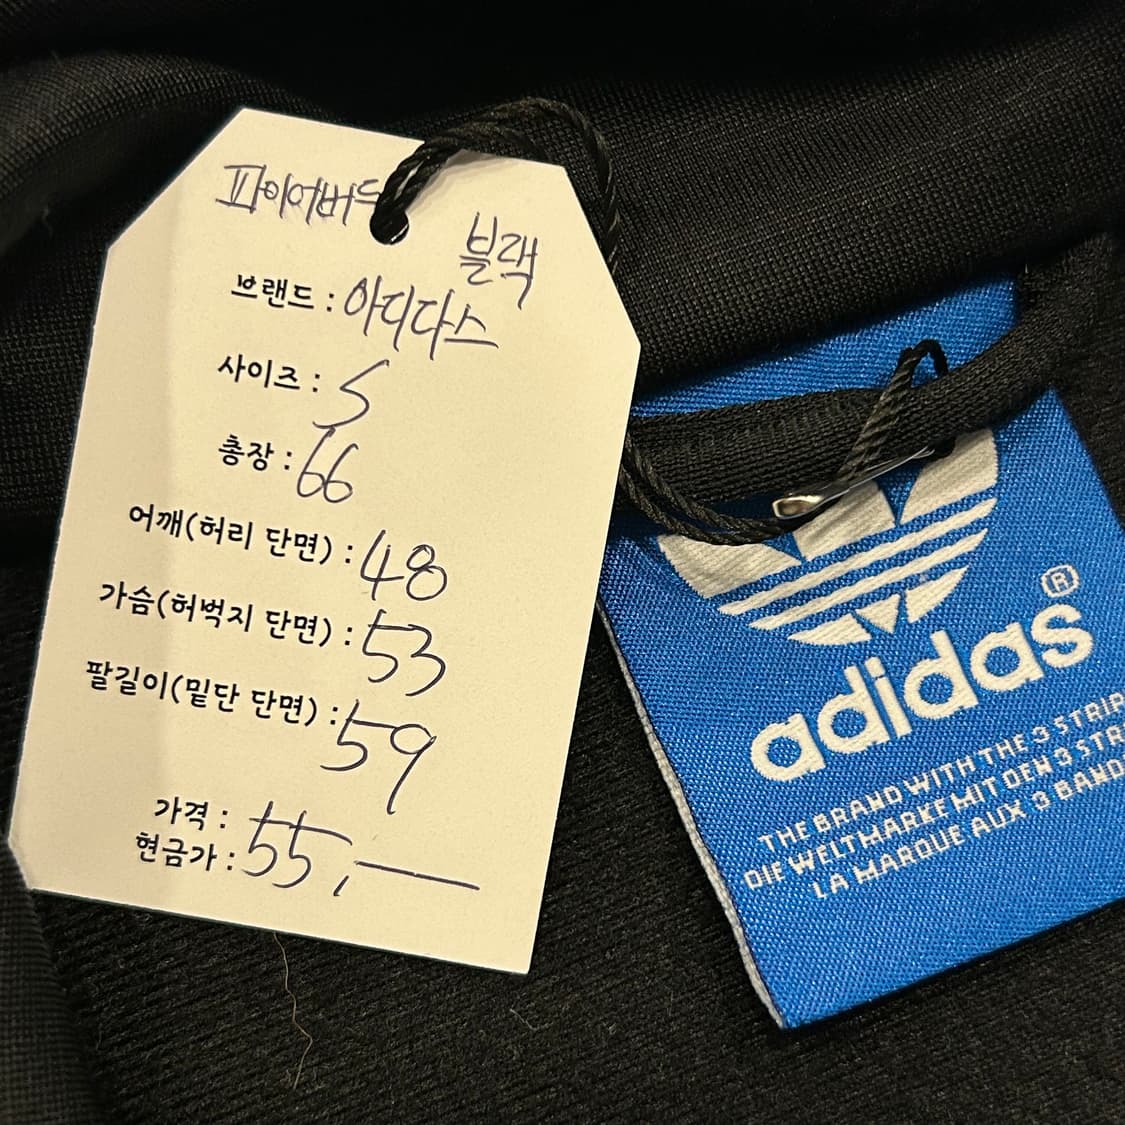 파이어버드
블랙
브랜드 : 아디다스
사이즈 : S
총장 : 66
어깨(허리 단면) : 48
가슴(허벅지 단면) : 53
팔길이(밑단 단면) : 59
가격 :
현금가 : 55,—
adidas®
THE BRAND WITH THE 3 STRIP
DIE WELTMARKE MIT DEN 3 STR
LA MARQUE AUX 3 BAND